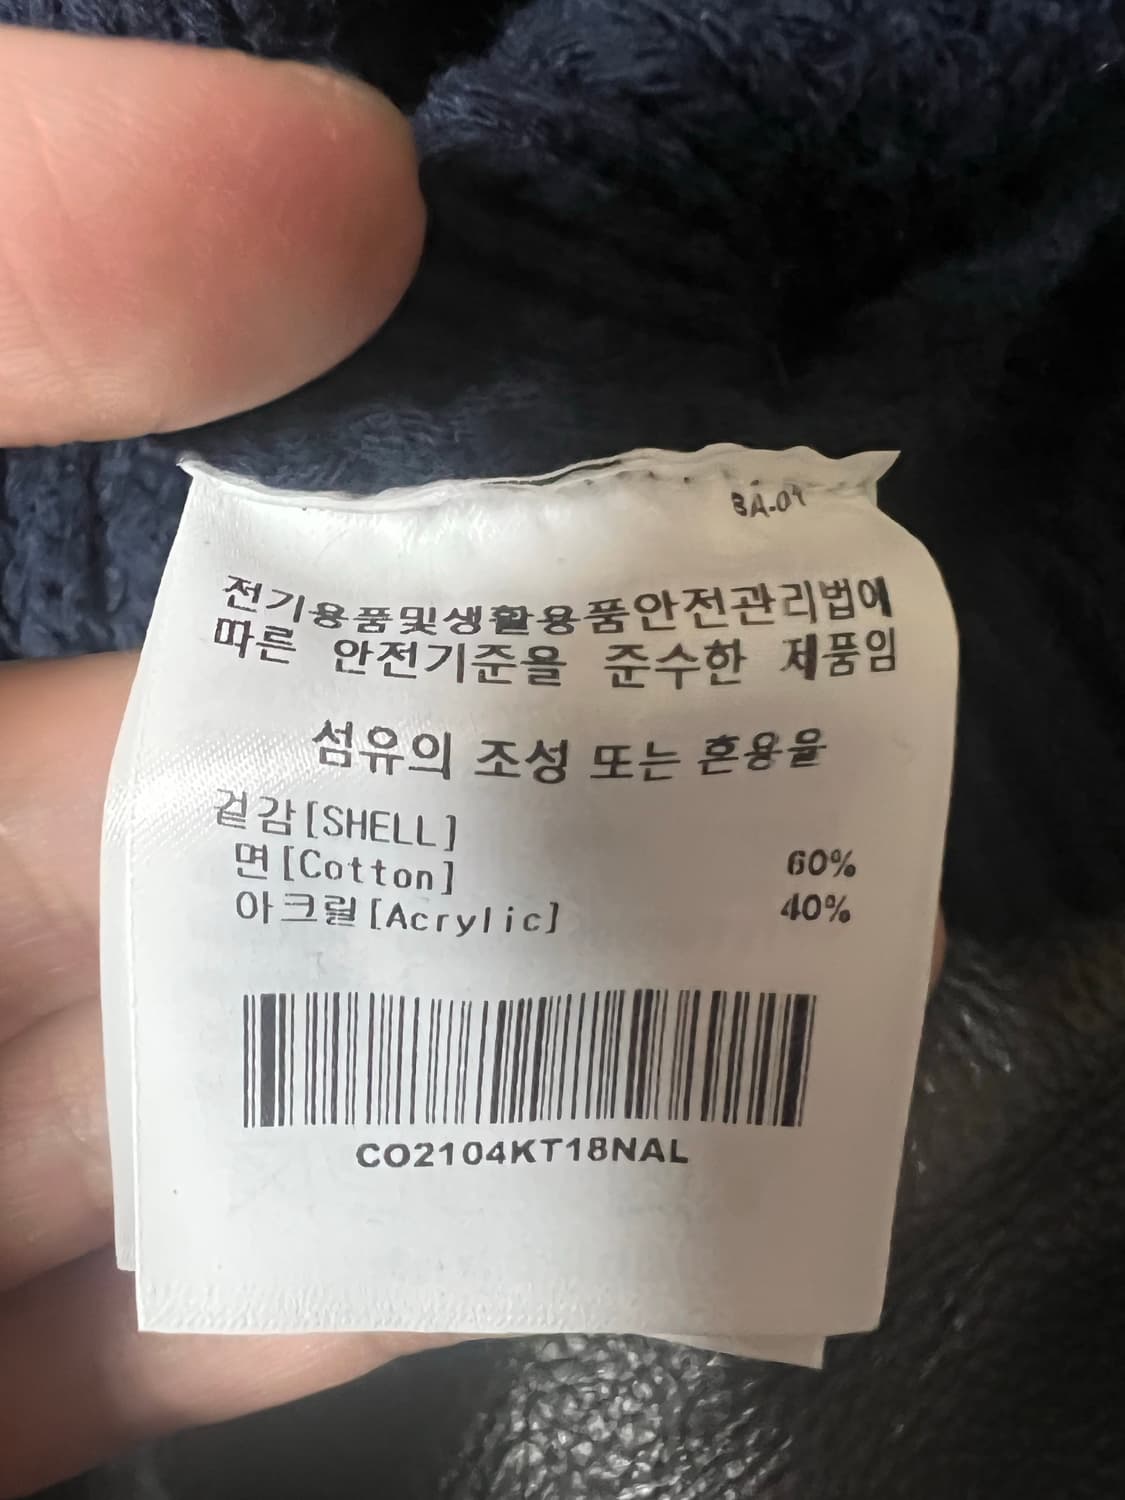 전기용품및생활용품안전관리법에
따른 안전기준을 준수한 제품임
섬유의 조성 또는 혼용율
겉감[SHELL]
면[Cotton] 60%
아크릴[Acrylic] 40%
CO2104KT18NAL